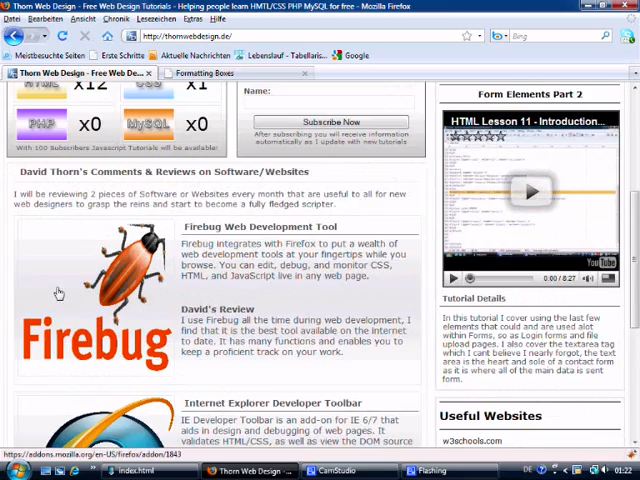 Thorn Web Design - Free Web Design Tutorials - Helping people learn HMTL/CSS PHP MySQL for free - Mozilla Firefox
Datei Bearbeiten Ansicht Chronik Lesezeichen Extras Hilfe
http://thornwebdesign.de/
Bing
Meistbesuchte Seiten Erste Schritte Aktuelle Nachrichten Lebenslauf - Tabellaris... Google
Thorn Web Design - Free Web De... Formatting Boxes
HTML x12 CSS x1
PHP x0 MySQL x0
With 100 Subscribers Javascript Tutorials will be available!
Name:
Subscribe Now
After subscribing you will receive information
automatically as I update with new tutorials
David Thorn's Comments & Reviews on Software/Websites
I will be reviewing 2 pieces of Software or Websites every month that are useful to all for new
web designers to grasp the reins and start to become a fully fledged scripter.
Firebug
Firebug Web Development Tool
Firebug integrates with Firefox to put a wealth of
web development tools at your fingertips while you
browse. You can edit, debug, and monitor CSS,
HTML, and JavaScript live in any web page.
David's Review
I use Firebug all the time during web development, I
find that it is the best tool available on the internet
to date. It has many functions and enables you to
keep a proficient track on your work.
Internet Explorer Developer Toolbar
IE Developer Toolbar is an add-on for IE 6/7 that
assists in design and debugging of web pages. It
validates HTML/CSS, as well as view the DOM source
Form Elements Part 2
HTML Lesson 11 - Introduction...
0:00 / 8:27
YouTube
Tutorial Details
In this tutorial I cover using the last few
elements that could and are used alot
within Forms, so as Login forms and file
upload pages. I also cover the textarea tag
which I cant believe I nearly forgot, the text
area is the heart and sole of a contact form
as it is where all of the main data is sent
form.
Useful Websites
w3schools.com
https://addons.mozilla.org/en-US/firefox/addon/1843
index.html Thorn Web Design -... CamStudio Flashing DE 01:22